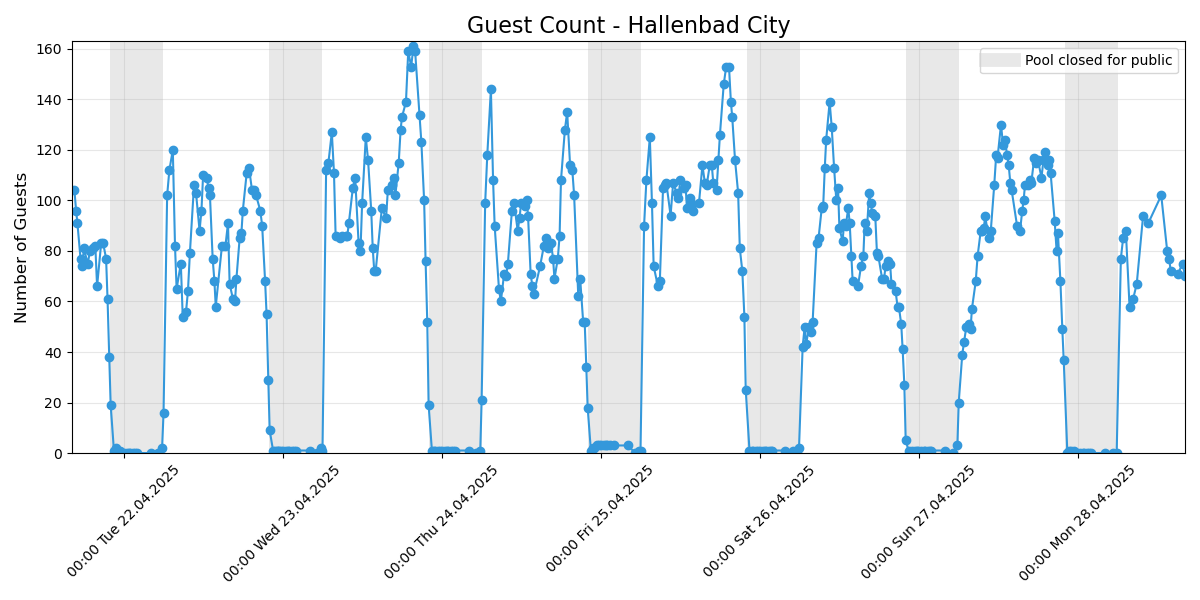 Guest Count - Hallenbad City
Pool closed for public
Number of Guests
160
140
120
100
80
60
40
20
0
00:00 Tue 22.04.2025
00:00 Wed 23.04.2025
00:00 Thu 24.04.2025
00:00 Fri 25.04.2025
00:00 Sat 26.04.2025
00:00 Sun 27.04.2025
00:00 Mon 28.04.2025